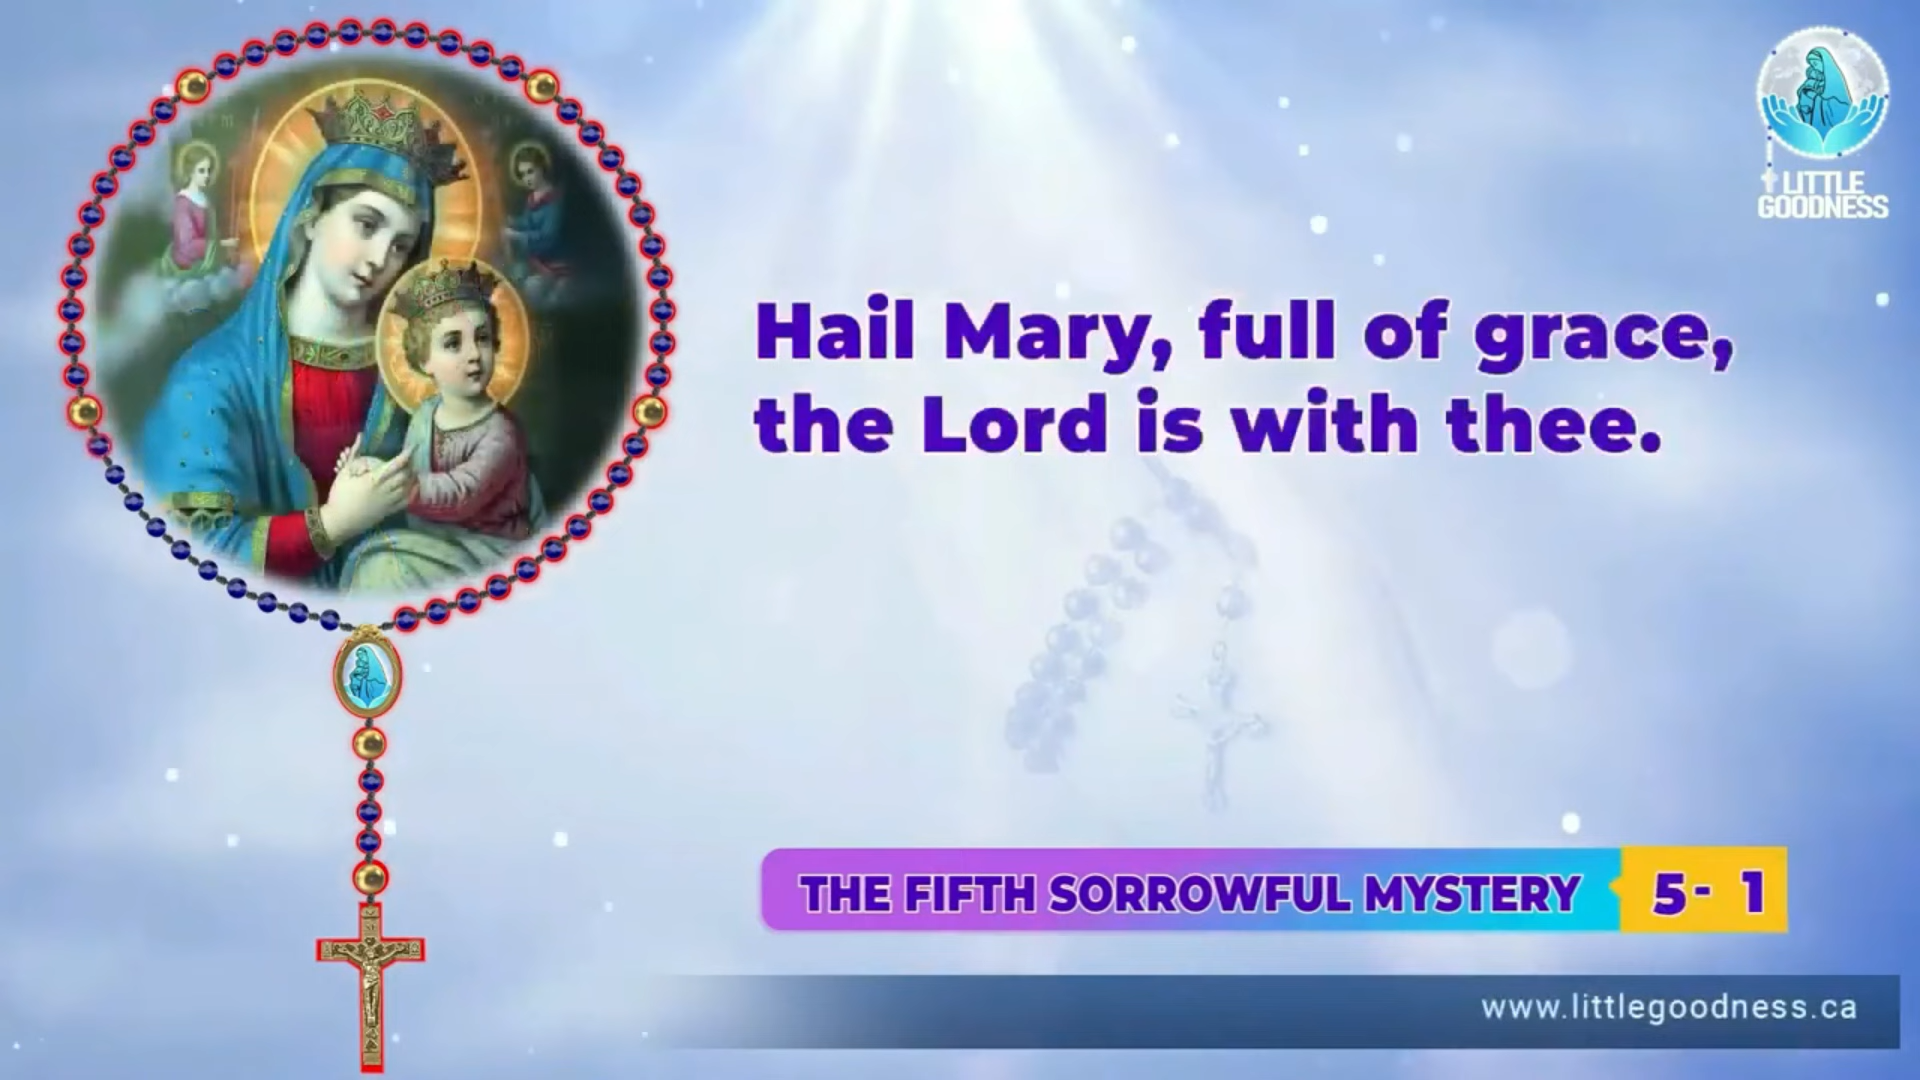 LITTLE
GOODNESS
Hail Mary, full of grace,
the Lord is with thee.
THE FIFTH SORROWFUL MYSTERY 5- 1
www.littlegoodness.ca